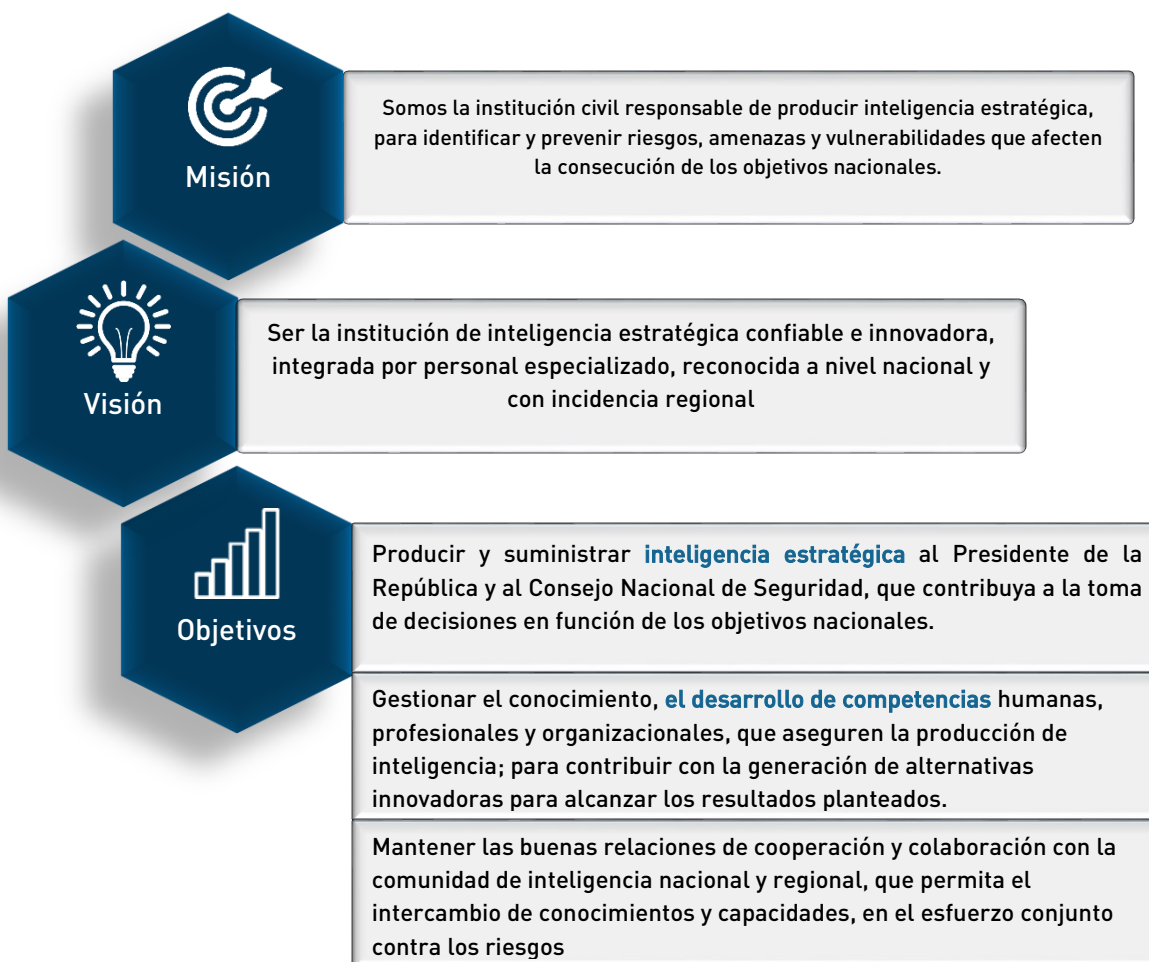 Misión
Somos la institución civil responsable de producir inteligencia estratégica,
para identificar y prevenir riesgos, amenazas y vulnerabilidades que afecten
la consecución de los objetivos nacionales.
Visión
Ser la institución de inteligencia estratégica confiable e innovadora,
integrada por personal especializado, reconocida a nivel nacional y
con incidencia regional
Objetivos
Producir y suministrar inteligencia estratégica al Presidente de la
República y al Consejo Nacional de Seguridad, que contribuya a la toma
de decisiones en función de los objetivos nacionales.
Gestionar el conocimiento, el desarrollo de competencias humanas,
profesionales y organizacionales, que aseguren la producción de
inteligencia; para contribuir con la generación de alternativas
innovadoras para alcanzar los resultados planteados.
Mantener las buenas relaciones de cooperación y colaboración con la
comunidad de inteligencia nacional y regional, que permita el
intercambio de conocimientos y capacidades, en el esfuerzo conjunto
contra los riesgos